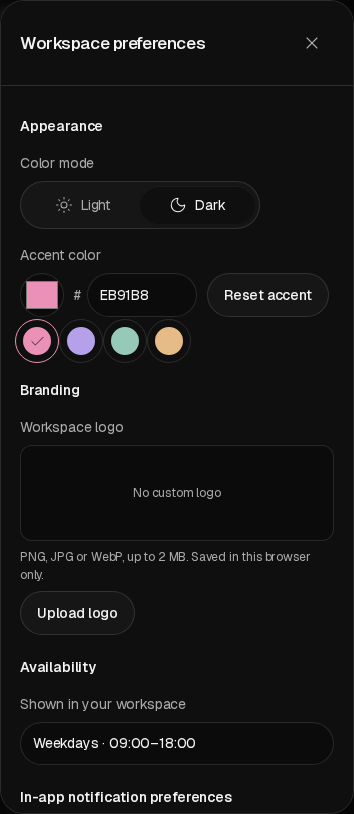 Workspace preferences
Appearance
Color mode
Light
Dark
Accent color
# EB91B8 Reset accent
Branding
Workspace logo
No custom logo
PNG, JPG or WebP, up to 2 MB. Saved in this browser
only.
Upload logo
Availability
Shown in your workspace
Weekdays · 09:00–18:00
In-app notification preferences